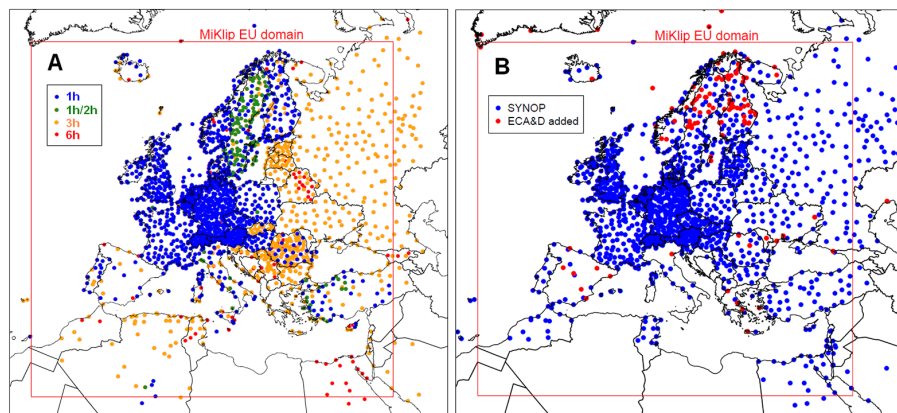 MiKlip EU domain
A
1h
1h/2h
3h
6h
MiKlip EU domain
B
SYNOP
ECA&D added